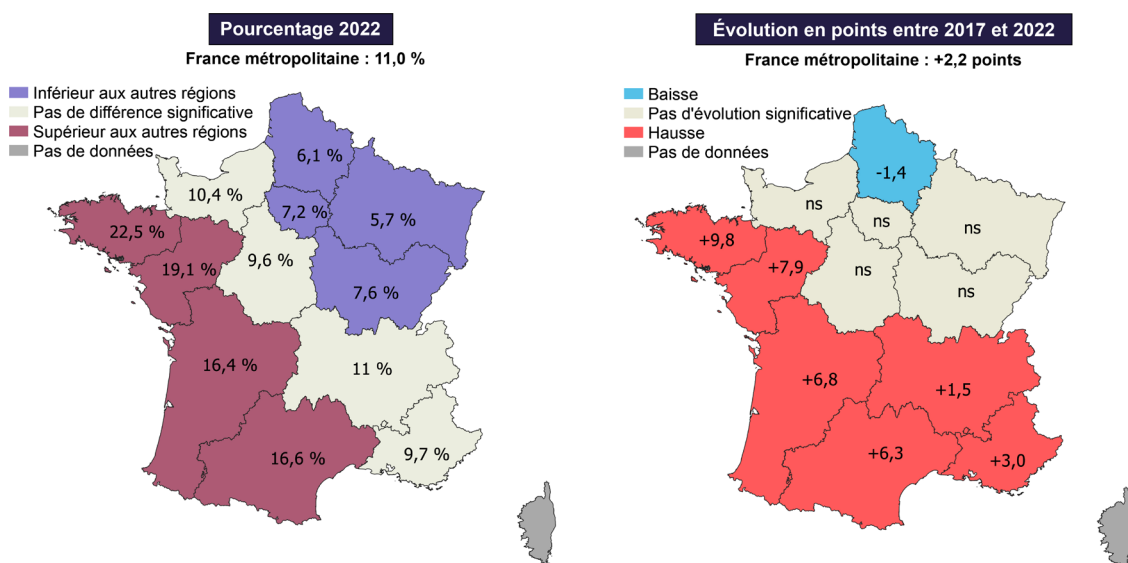 Pourcentage 2022
France métropolitaine : 11,0 %
Inférieur aux autres régions
Pas de différence significative
Supérieur aux autres régions
Pas de données
6,1 %
10,4 %
7,2 %
5,7 %
22,5 %
19,1 %
9,6 %
7,6 %
16,4 %
11 %
16,6 %
9,7 %
Évolution en points entre 2017 et 2022
France métropolitaine : +2,2 points
Baisse
Pas d'évolution significative
Hausse
Pas de données
-1,4
ns
ns
ns
+9,8
+7,9
ns
ns
+6,8
+1,5
+6,3
+3,0